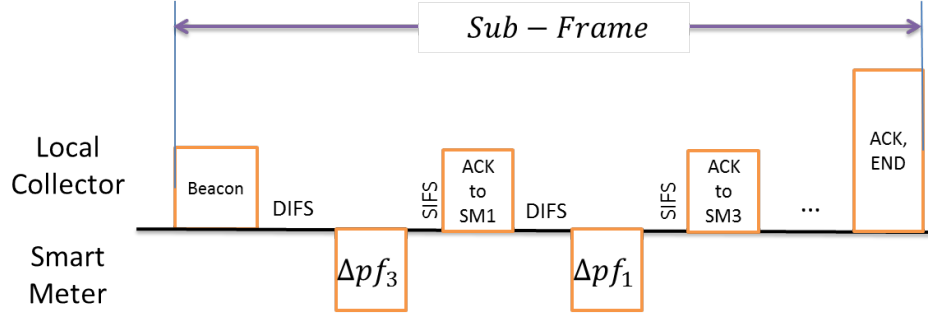 Sub − Frame
Local
Collector
Beacon
DIFS
SIFS
ACK
to
SM1
DIFS
SIFS
ACK
to
SM3
...
ACK,
END
Smart
Meter
Δpf₃
Δpf₁